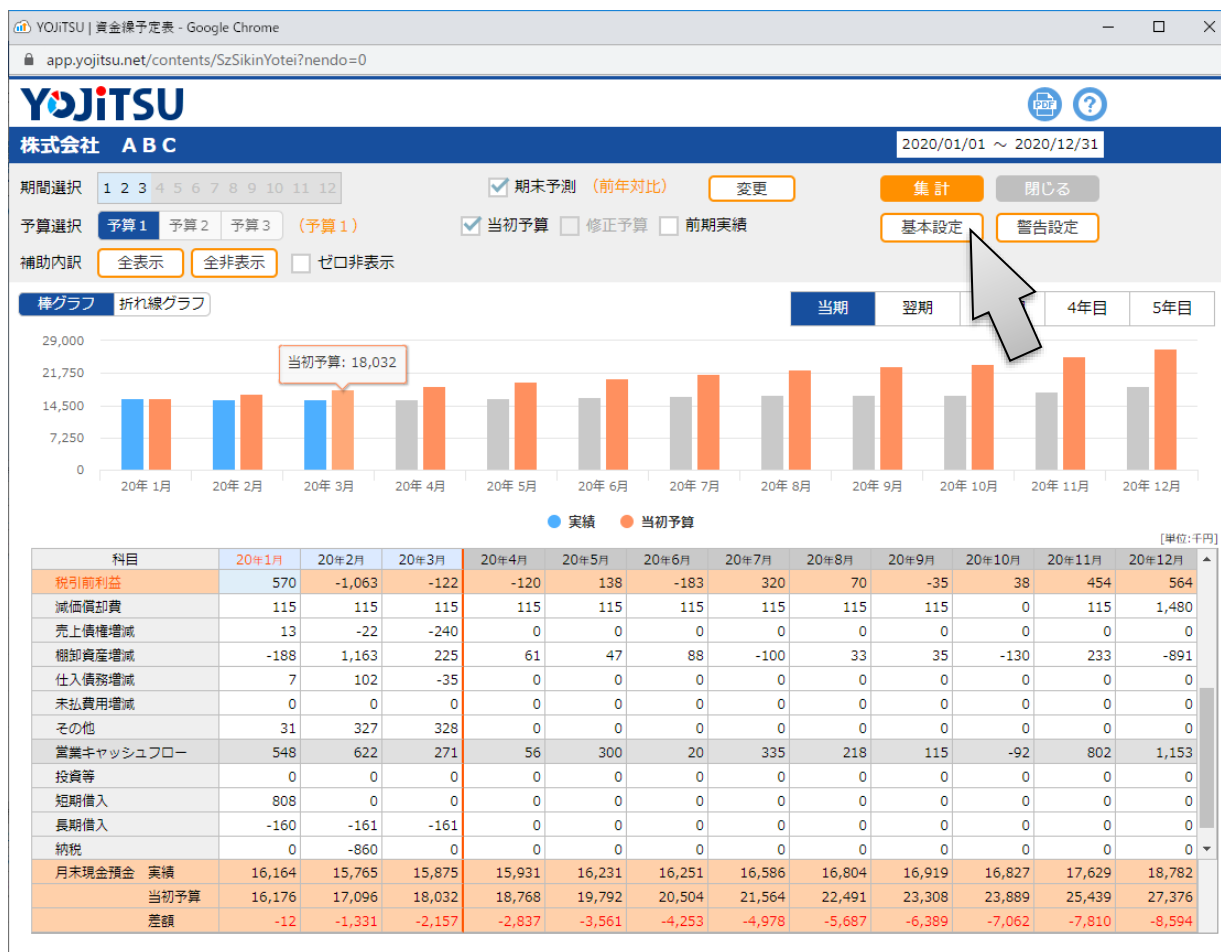 YOJiTSU | 資金繰予定表 - Google Chrome
app.yojitsu.net/contents/SzSikinYotei?nendo=0
YOJiTSU PDF ?
株式会社 ＡＢＣ 2020/01/01 ～ 2020/12/31
期間選択 1 2 3 4 5 6 7 8 9 10 11 12 期末予測 (前年対比) 変更 集計 閉じる
予算選択 予算1 予算2 予算3 (予算1) 当初予算 修正予算 前期実績 基本設定 警告設定
補助内訳 全表示 全非表示 ゼロ非表示
棒グラフ 折れ線グラフ 当期 翌期 4年目 5年目
29,000
当初予算: 18,032
21,750
14,500
7,250
0
20年 1月 20年 2月 20年 3月 20年 4月 20年 5月 20年 6月 20年 7月 20年 8月 20年 9月 20年 10月 20年 11月 20年 12月
実績 当初予算
[単位:千円]
科目 20年1月 20年2月 20年3月 20年4月 20年5月 20年6月 20年7月 20年8月 20年9月 20年10月 20年11月 20年12月
税引前利益 570 -1,063 -122 -120 138 -183 320 70 -35 38 454 564
減価償却費 115 115 115 115 115 115 115 115 115 0 115 1,480
売上債権増減 13 -22 -240 0 0 0 0 0 0 0 0 0
棚卸資産増減 -188 1,163 225 61 47 88 -100 33 35 -130 233 -891
仕入債務増減 7 102 -35 0 0 0 0 0 0 0 0 0
未払費用増減 0 0 0 0 0 0 0 0 0 0 0 0
その他 31 327 328 0 0 0 0 0 0 0 0 0
営業キャッシュフロー 548 622 271 56 300 20 335 218 115 -92 802 1,153
投資等 0 0 0 0 0 0 0 0 0 0 0 0
短期借入 808 0 0 0 0 0 0 0 0 0 0 0
長期借入 -160 -161 -161 0 0 0 0 0 0 0 0 0
納税 0 -860 0 0 0 0 0 0 0 0 0 0
月末現金預金 実績 16,164 15,765 15,875 15,931 16,231 16,251 16,586 16,804 16,919 16,827 17,629 18,782
当初予算 16,176 17,096 18,032 18,768 19,792 20,504 21,564 22,491 23,308 23,889 25,439 27,376
差額 -12 -1,331 -2,157 -2,837 -3,561 -4,253 -4,978 -5,687 -6,389 -7,062 -7,810 -8,594